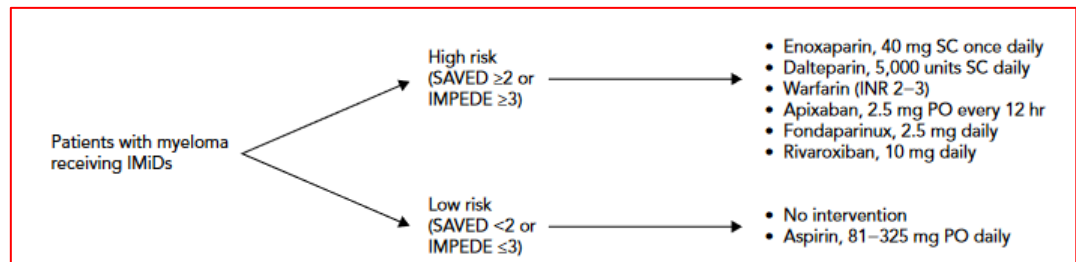 High risk
(SAVED ≥2 or
IMPEDE ≥3)
• Enoxaparin, 40 mg SC once daily
• Dalteparin, 5,000 units SC daily
• Warfarin (INR 2–3)
• Apixaban, 2.5 mg PO every 12 hr
• Fondaparinux, 2.5 mg daily
• Rivaroxiban, 10 mg daily
Patients with myeloma
receiving IMiDs
Low risk
(SAVED <2 or
IMPEDE ≤3)
• No intervention
• Aspirin, 81–325 mg PO daily